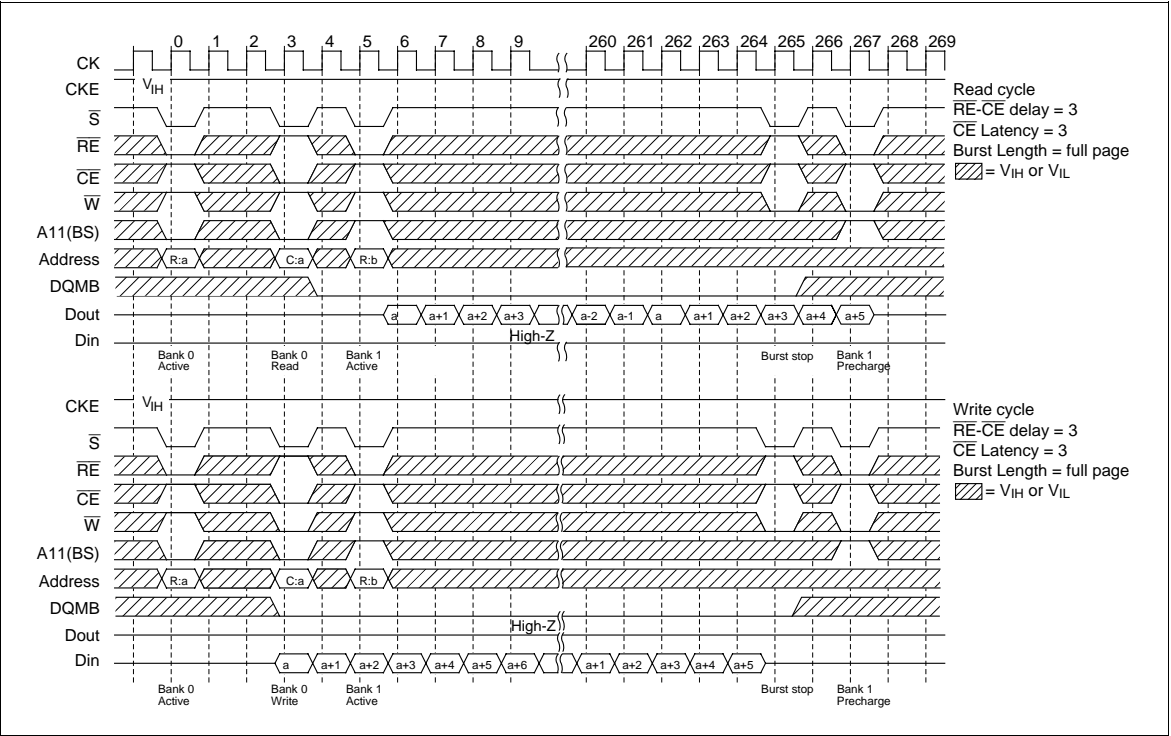 0 1 2 3 4 5 6 7 8 9 260 261 262 263 264 265 266 267 268 269
CK
CKE VIH
S
RE
CE
W
A11(BS)
Address R:a C:a R:b
DQMB
Dout a a+1 a+2 a+3 a-2 a-1 a a+1 a+2 a+3 a+4 a+5
Din High-Z
Bank 0 Active
Bank 0 Read
Bank 1 Active
Burst stop
Bank 1 Precharge
Read cycle
RE-CE delay = 3
CE Latency = 3
Burst Length = full page
= VIH or VIL
CKE VIH
S
RE
CE
W
A11(BS)
Address R:a C:a R:b
DQMB
High-Z
Dout
Din a a+1 a+2 a+3 a+4 a+5 a+6 a+1 a+2 a+3 a+4 a+5
Bank 0 Active
Bank 0 Write
Bank 1 Active
Burst stop
Bank 1 Precharge
Write cycle
RE-CE delay = 3
CE Latency = 3
Burst Length = full page
= VIH or VIL